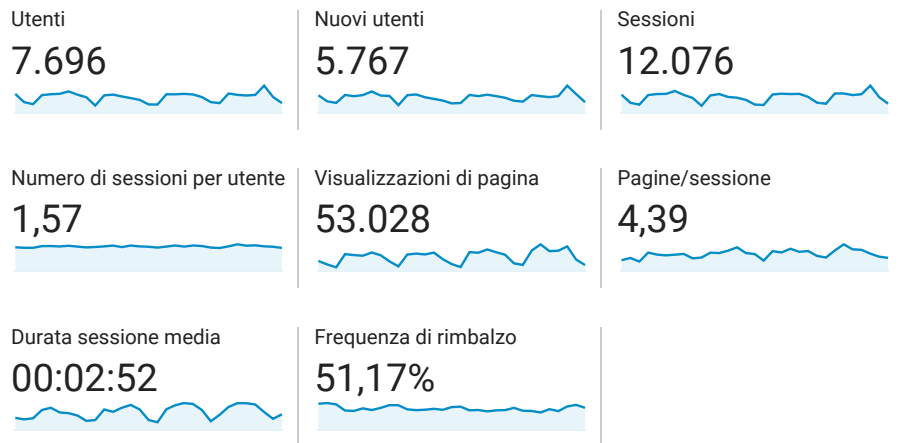 Utenti
7.696
Nuovi utenti
5.767
Sessioni
12.076
Numero di sessioni per utente
1,57
Visualizzazioni di pagina
53.028
Pagine/sessione
4,39
Durata sessione media
00:02:52
Frequenza di rimbalzo
51,17%